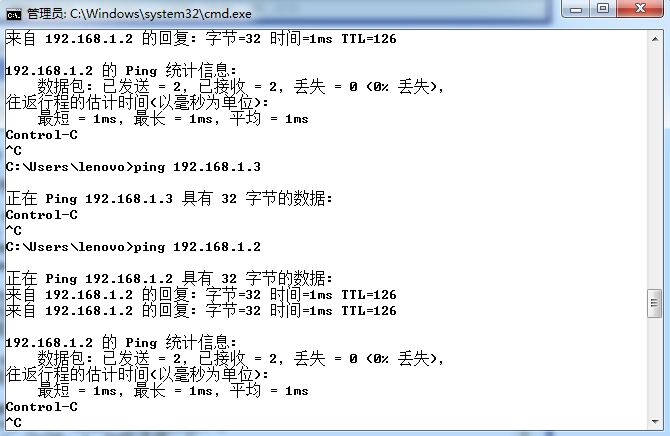 管理员: C:\Windows\system32\cmd.exe
来自 192.168.1.2 的回复: 字节=32 时间=1ms TTL=126
192.168.1.2 的 Ping 统计信息:
数据包: 已发送 = 2，已接收 = 2，丢失 = 0 (0% 丢失)，
往返行程的估计时间(以毫秒为单位):
最短 = 1ms，最长 = 1ms，平均 = 1ms
Control-C
^C
C:\Users\lenovo>ping 192.168.1.3
正在 Ping 192.168.1.3 具有 32 字节的数据:
Control-C
^C
C:\Users\lenovo>ping 192.168.1.2
正在 Ping 192.168.1.2 具有 32 字节的数据:
来自 192.168.1.2 的回复: 字节=32 时间=1ms TTL=126
来自 192.168.1.2 的回复: 字节=32 时间=1ms TTL=126
192.168.1.2 的 Ping 统计信息:
数据包: 已发送 = 2，已接收 = 2，丢失 = 0 (0% 丢失)，
往返行程的估计时间(以毫秒为单位):
最短 = 1ms，最长 = 1ms，平均 = 1ms
Control-C
^C